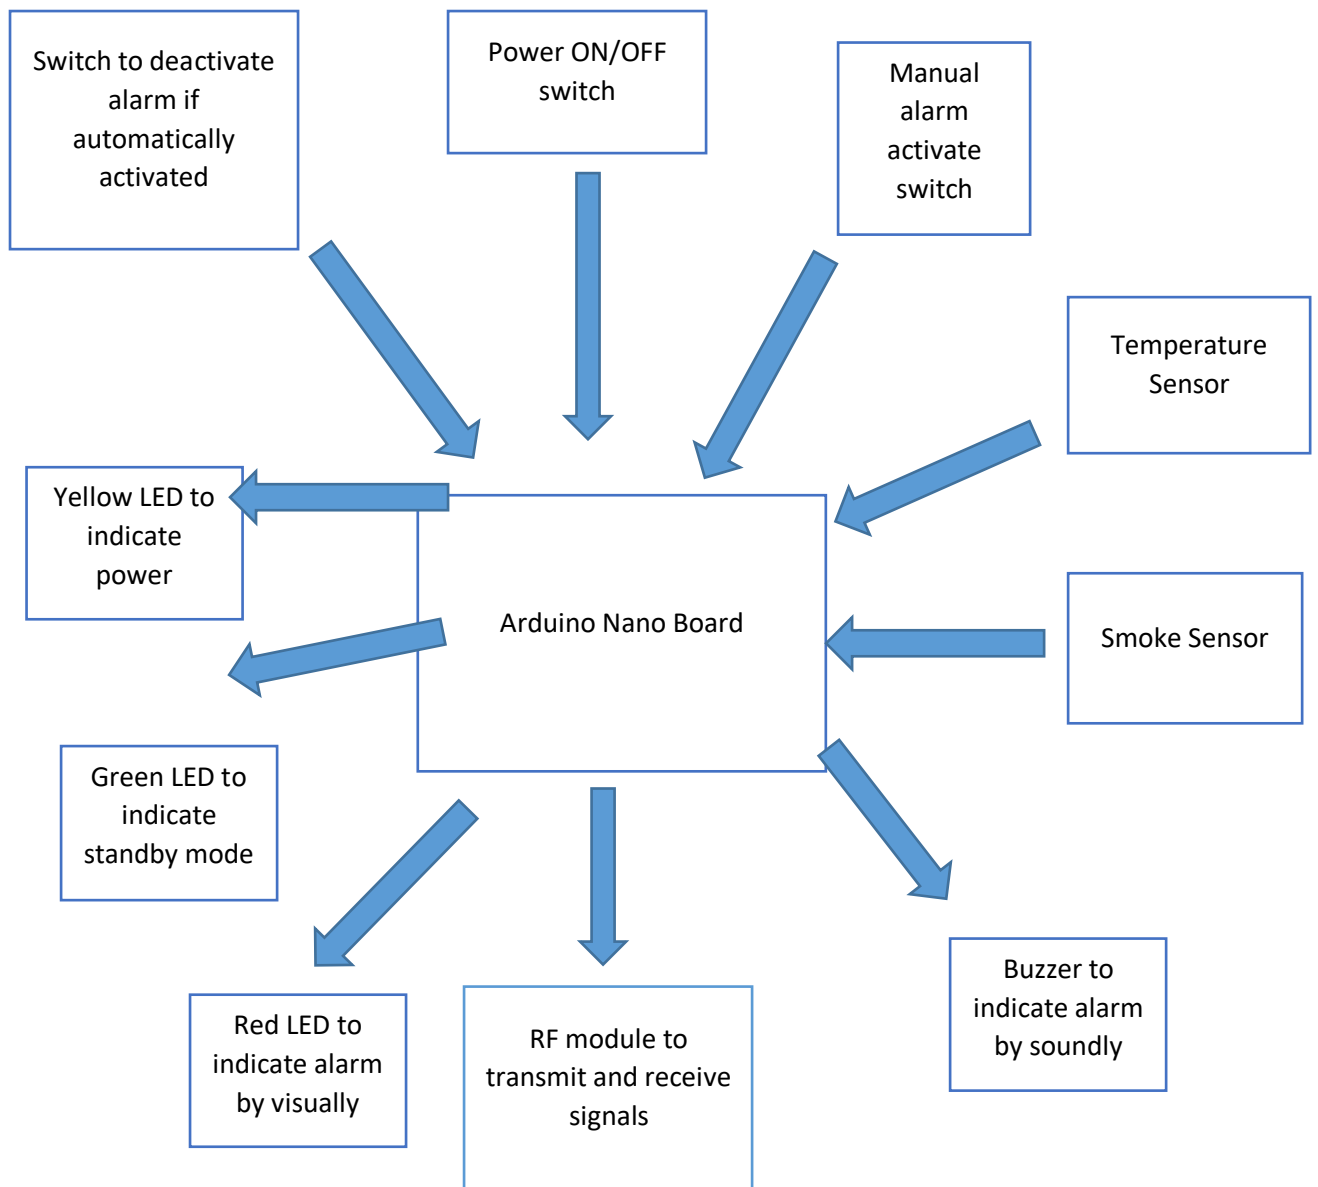 Switch to deactivate
alarm if
automatically
activated
Power ON/OFF
switch
Manual
alarm
activate
switch
Temperature
Sensor
Yellow LED to
indicate
power
Arduino Nano Board
Smoke Sensor
Green LED to
indicate
standby mode
Red LED to
indicate alarm
by visually
RF module to
transmit and receive
signals
Buzzer to
indicate alarm
by soundly